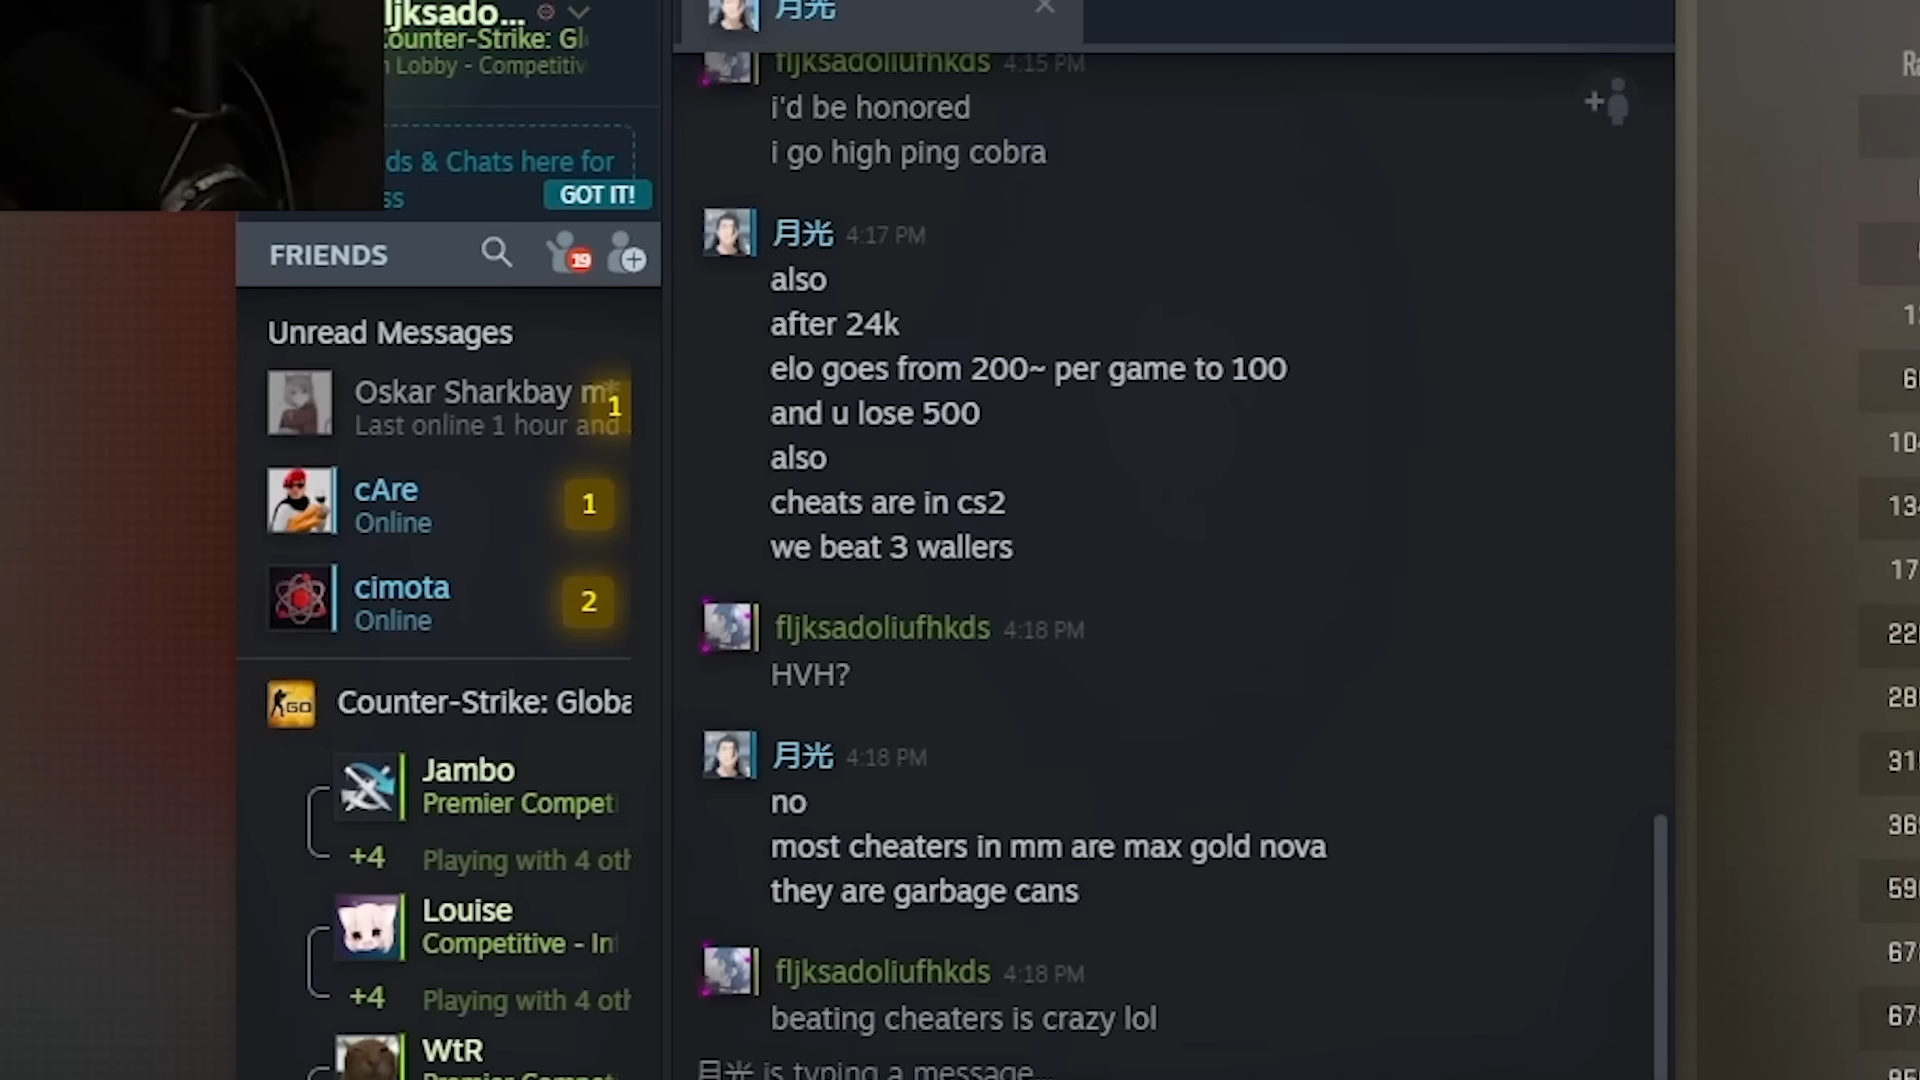 ljksado...
Counter-Strike: Gl
n Lobby - Competitiv
ds & Chats here for
ss
GOT IT!
FRIENDS
19
Unread Messages
Oskar Sharkbay m*
1
Last online 1 hour and
cAre
Online
1
cimota
Online
2
GO
Counter-Strike: Globa
Jambo
Premier Competi
+4 Playing with 4 oth
Louise
Competitive - In
+4 Playing with 4 oth
WtR
Premier Compet
月光
fljksadoliufhkds 4:15 PM
i'd be honored
i go high ping cobra
月光 4:17 PM
also
after 24k
elo goes from 200~ per game to 100
and u lose 500
also
cheats are in cs2
we beat 3 wallers
fljksadoliufhkds 4:18 PM
HVH?
月光 4:18 PM
no
most cheaters in mm are max gold nova
they are garbage cans
fljksadoliufhkds 4:18 PM
beating cheaters is crazy lol
月光 is typing a message...
Ra